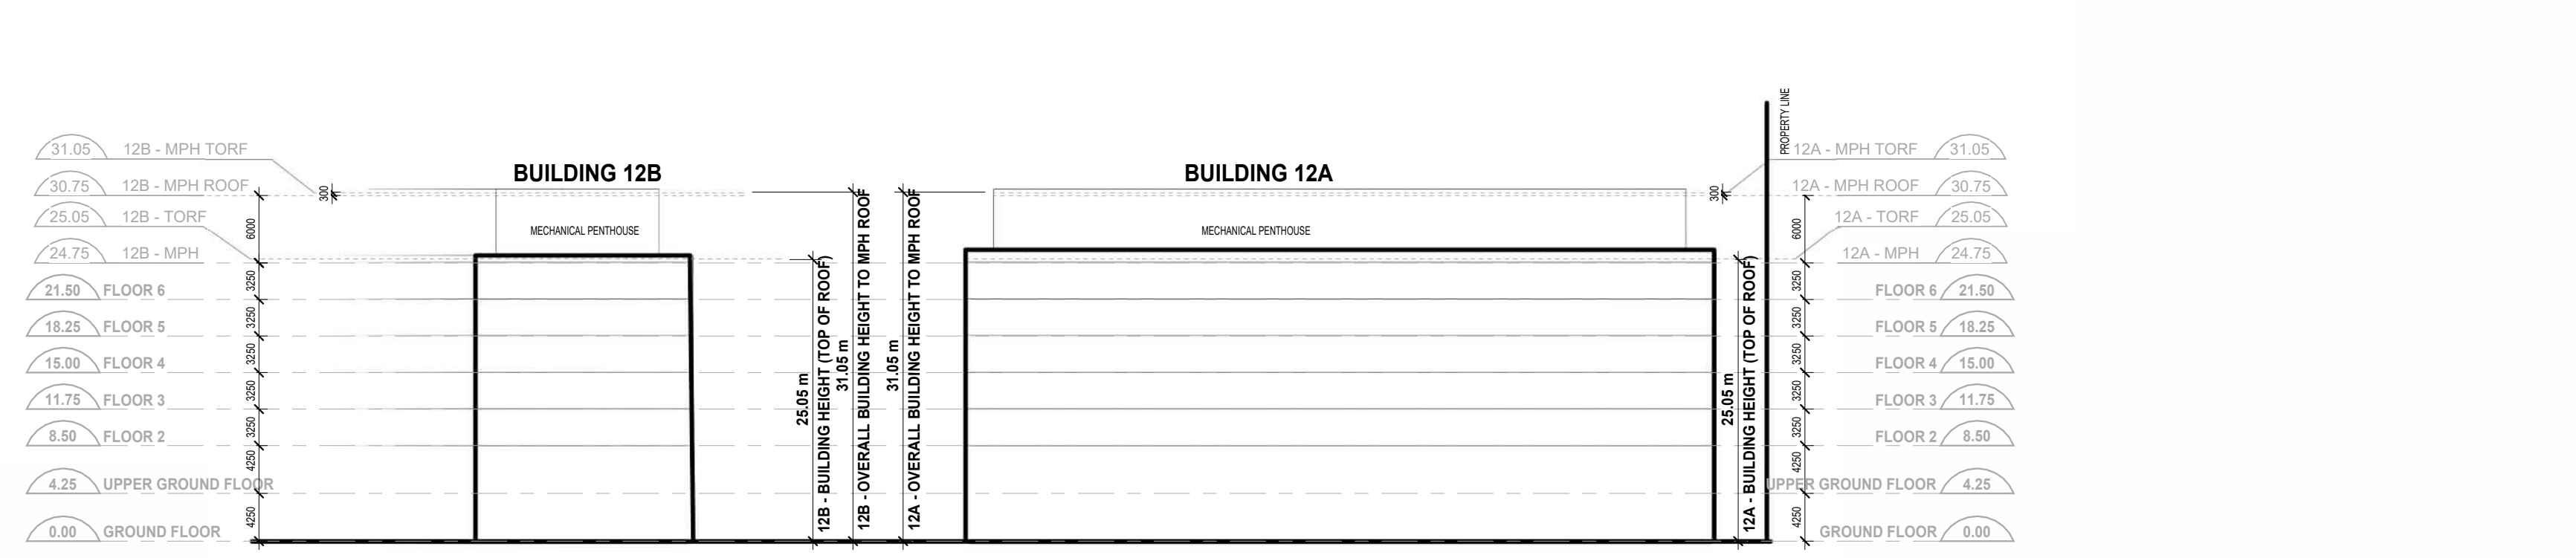 31.05 12B - MPH TORF
30.75 12B - MPH ROOF
25.05 12B - TORF
24.75 12B - MPH
21.50 FLOOR 6
18.25 FLOOR 5
15.00 FLOOR 4
11.75 FLOOR 3
8.50 FLOOR 2
4.25 UPPER GROUND FLOOR
0.00 GROUND FLOOR
6000
3250
3250
3250
3250
3250
4250
4250
300
BUILDING 12B
MECHANICAL PENTHOUSE
25.05 m
12B - BUILDING HEIGHT (TOP OF ROOF)
31.05 m
12B - OVERALL BUILDING HEIGHT TO MPH ROOF
31.05 m
12A - OVERALL BUILDING HEIGHT TO MPH ROOF
BUILDING 12A
MECHANICAL PENTHOUSE
300
25.05 m
12A - BUILDING HEIGHT (TOP OF ROOF)
PROPERTY LINE
6000
3250
3250
3250
3250
3250
4250
4250
12A - MPH TORF 31.05
12A - MPH ROOF 30.75
12A - TORF 25.05
12A - MPH 24.75
FLOOR 6 21.50
FLOOR 5 18.25
FLOOR 4 15.00
FLOOR 3 11.75
FLOOR 2 8.50
UPPER GROUND FLOOR 4.25
GROUND FLOOR 0.00